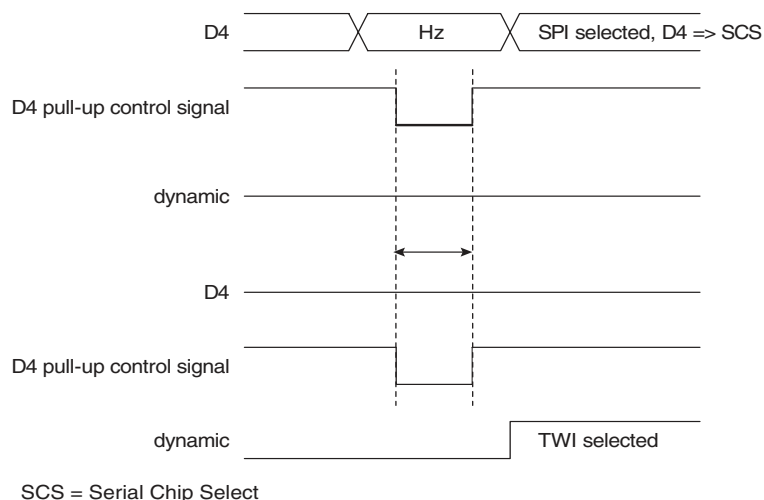 D4 Hz SPI selected, D4 => SCS
D4 pull-up control signal
dynamic
D4
D4 pull-up control signal
dynamic TWI selected
SCS = Serial Chip Select